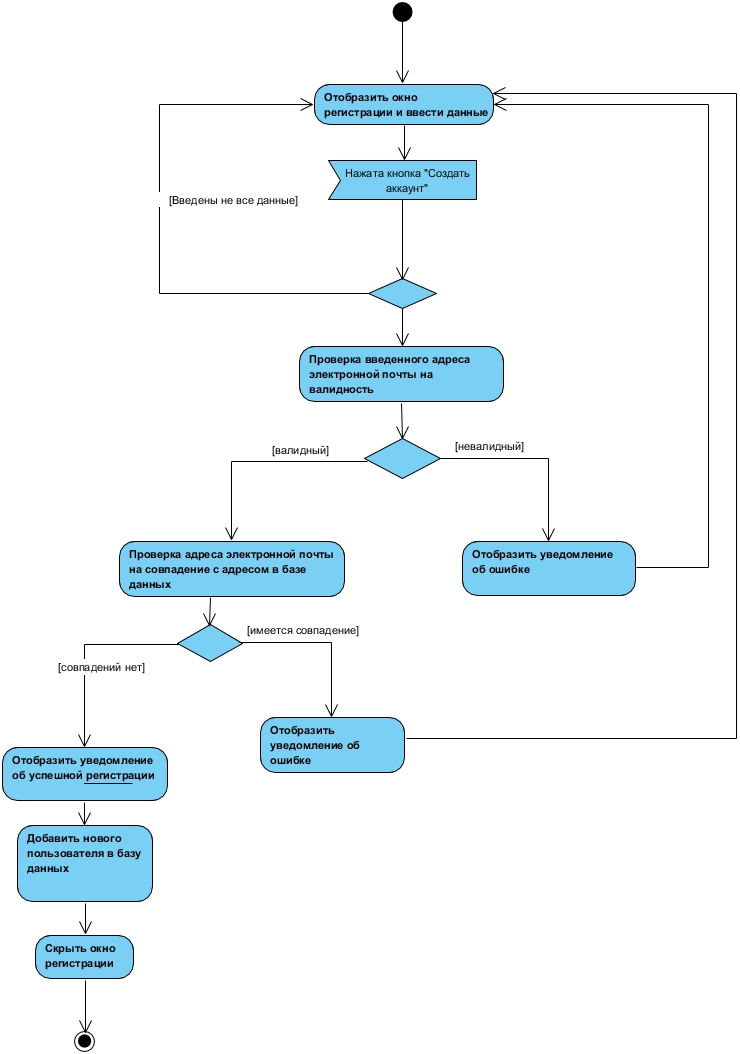 Отобразить окно
регистрации и ввести данные
Нажата кнопка "Создать
аккаунт"
[Введены не все данные]
Проверка введенного адреса
электронной почты на
валидность
[валидный]
[невалидный]
Проверка адреса электронной почты
на совпадение с адресом в базе
данных
Отобразить уведомление
об ошибке
[имеется совпадение]
[совпадений нет]
Отобразить
уведомление об
ошибке
Отобразить уведомление
об успешной регистрации
Добавить нового
пользователя в базу
данных
Скрыть окно
регистрации